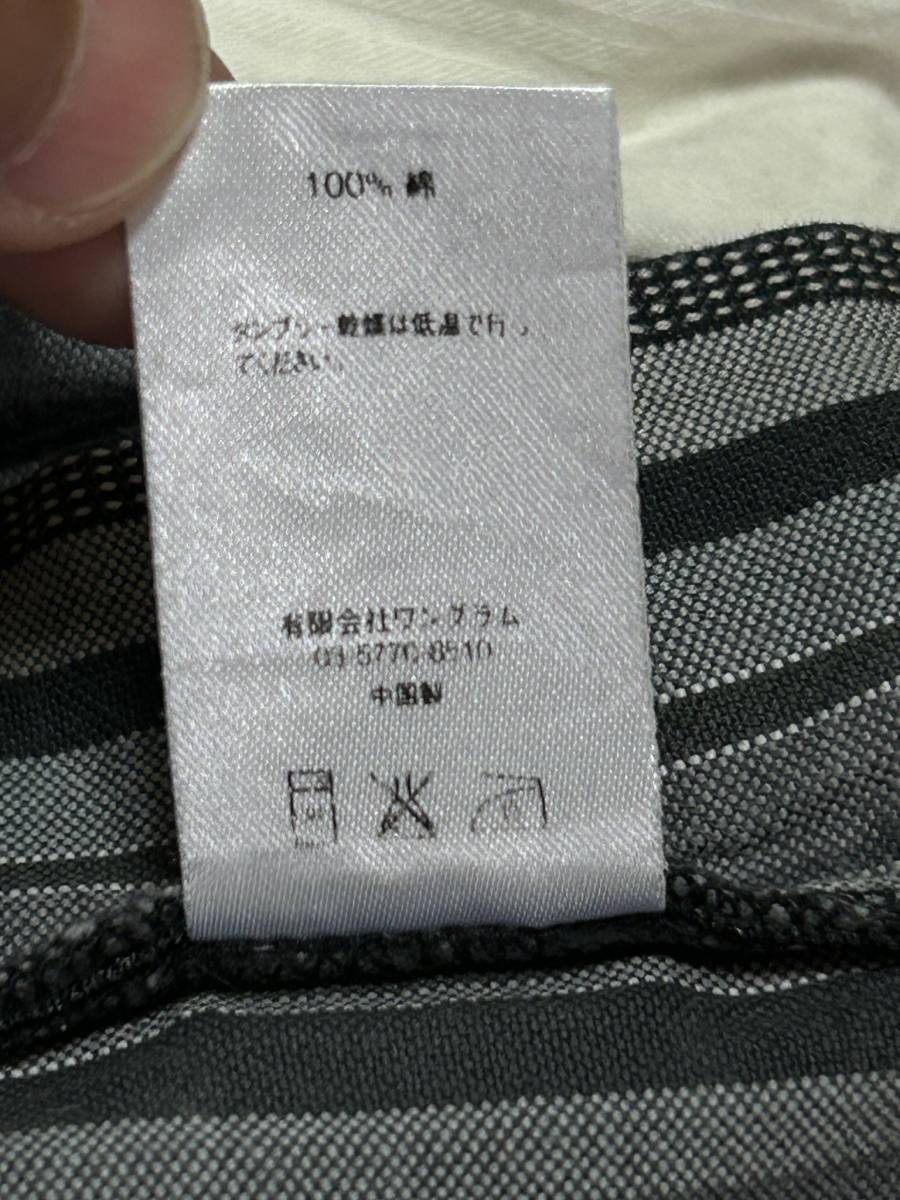 100% 綿
タンブラー乾燥は低温で行っ
てください。
有限会社ワンプラム
03-5770-8510
中国製